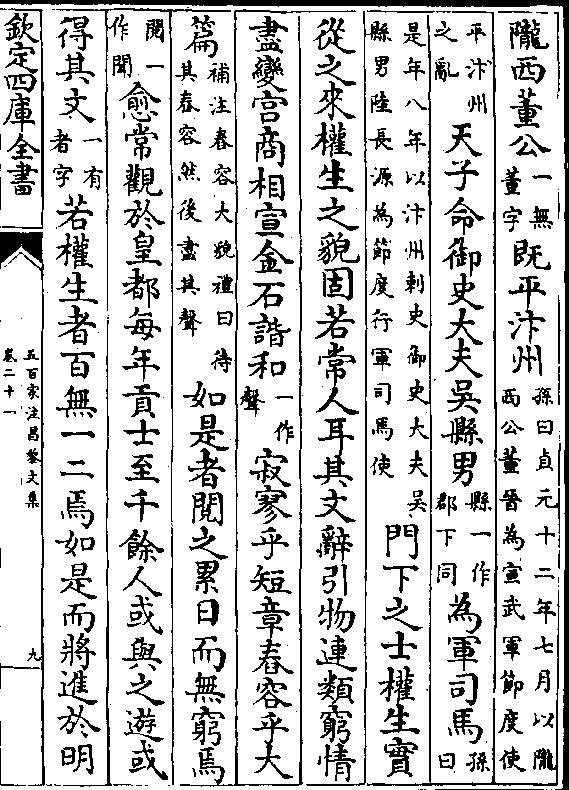 隴西董公一無董字既平汴州孫曰貞元十二年七月以隴西公董晉為宣武軍節度使
平汴州之亂天子命御史大夫吳縣男縣一作郡下同為軍司馬孫曰
是年八年以汴州剌史御史大夫吳縣男陸長源為節度行軍司馬使門下之士權生實
從之來權生之貌固若常人耳其文辭引物連類窮情
盡變宫商相宣金石諧和一作聲寂寥乎短章舂容乎大
篇補注舂容大貌禮曰待其舂容然後盡其聲如是者閱之累日而無窮焉
閱一作聞愈常觀於皇都每年貢士至千餘人或與之遊或
得其文一有者字若權生者百無一二焉如是而將進於明
欽定四庫全書
五百家注昌黎文集
卷二十一
九